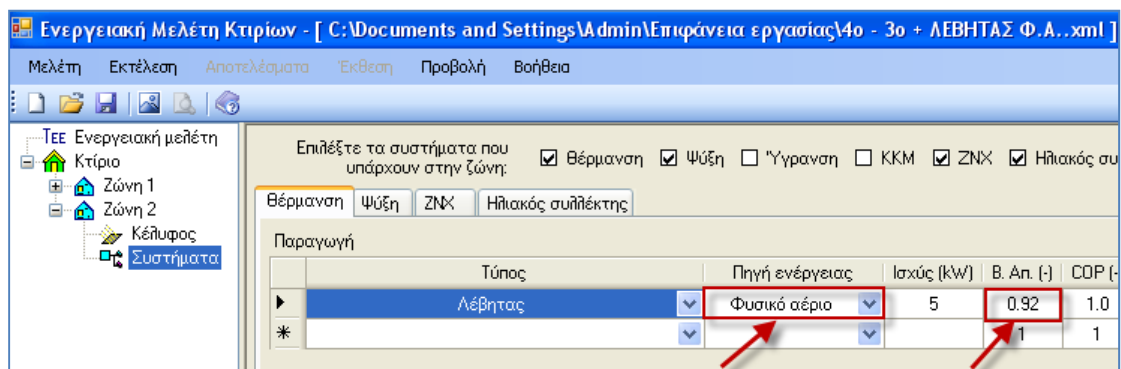 Ενεργειακή Μελέτη Κτιρίων - [ C:\Documents and Settings\Admin\Επιφάνεια εργασίας\4ο - 3ο + ΛΕΒΗΤΑΣ Φ.Α..xml ]
Μελέτη Εκτέλεση Αποτελέσματα Έκθεση Προβολή Βοήθεια
ΤΕΕ Ενεργειακή μελέτη
Κτίριο
Ζώνη 1
Ζώνη 2
Κέλυφος
Συστήματα
Επιλέξτε τα συστήματα που
υπάρχουν στην ζώνη:
Θέρμανση Ψύξη Ύγρανση ΚΚΜ ΖΝΧ Ηλιακός συ
Θέρμανση Ψύξη ΖΝΧ Ηλιακός συλλέκτης
Παραγωγή
Τύπος Πηγή ενέργειας Ισχύς (kW) Β. Απ. (-) COP (-
Λέβητας Φυσικό αέριο 5 0.92 1.0
1 1